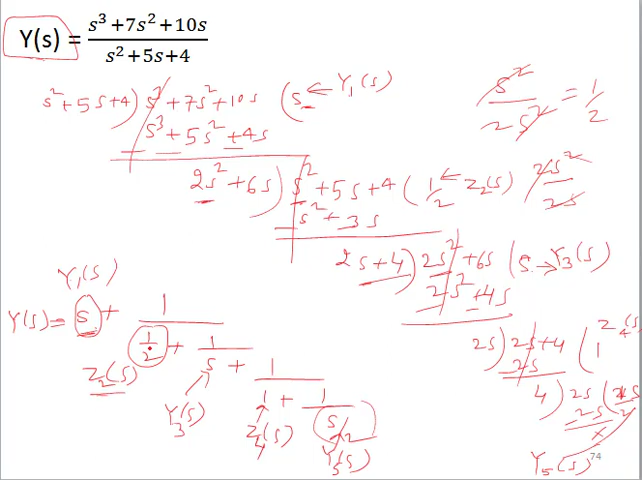 Y(s) = s³+7s²+10s / s²+5s+4
s²+5s+4) s³+7s²+10s (s ← Y₁(s)
s³+5s²+4s
s²/2s² = 1/2
2s²+6s) s²+5s+4 (1/2 ← Z₂(s)
2s²/2s
s²+3s
2s+4) 2s²+6s (s → Y₃(s)
2s²+4s
2s) 2s+4 (1 Z₄(s)
2s
4) 2s (
2s
x
Y₅(s)
Y₁(s)
Y(s) = s + 1
1/2 + 1
Z₂(s)
s + 1
Y₃(s)
1 + 1
Z₄(s)
s/2
Y₅(s)
74